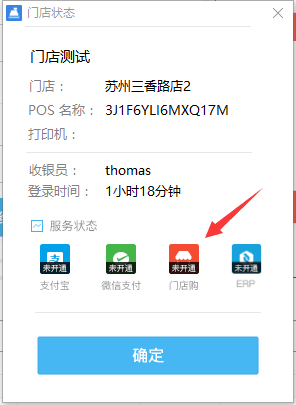 门店状态
门店测试
门店： 苏州三香路店2
POS 名称： 3J1F6YLI6MXQ17M
打印机：
收银员： thomas
登录时间： 1小时18分钟
服务状态
未开通 未开通 未开通 未开通
支付宝 微信支付 门店购 ERP
确定